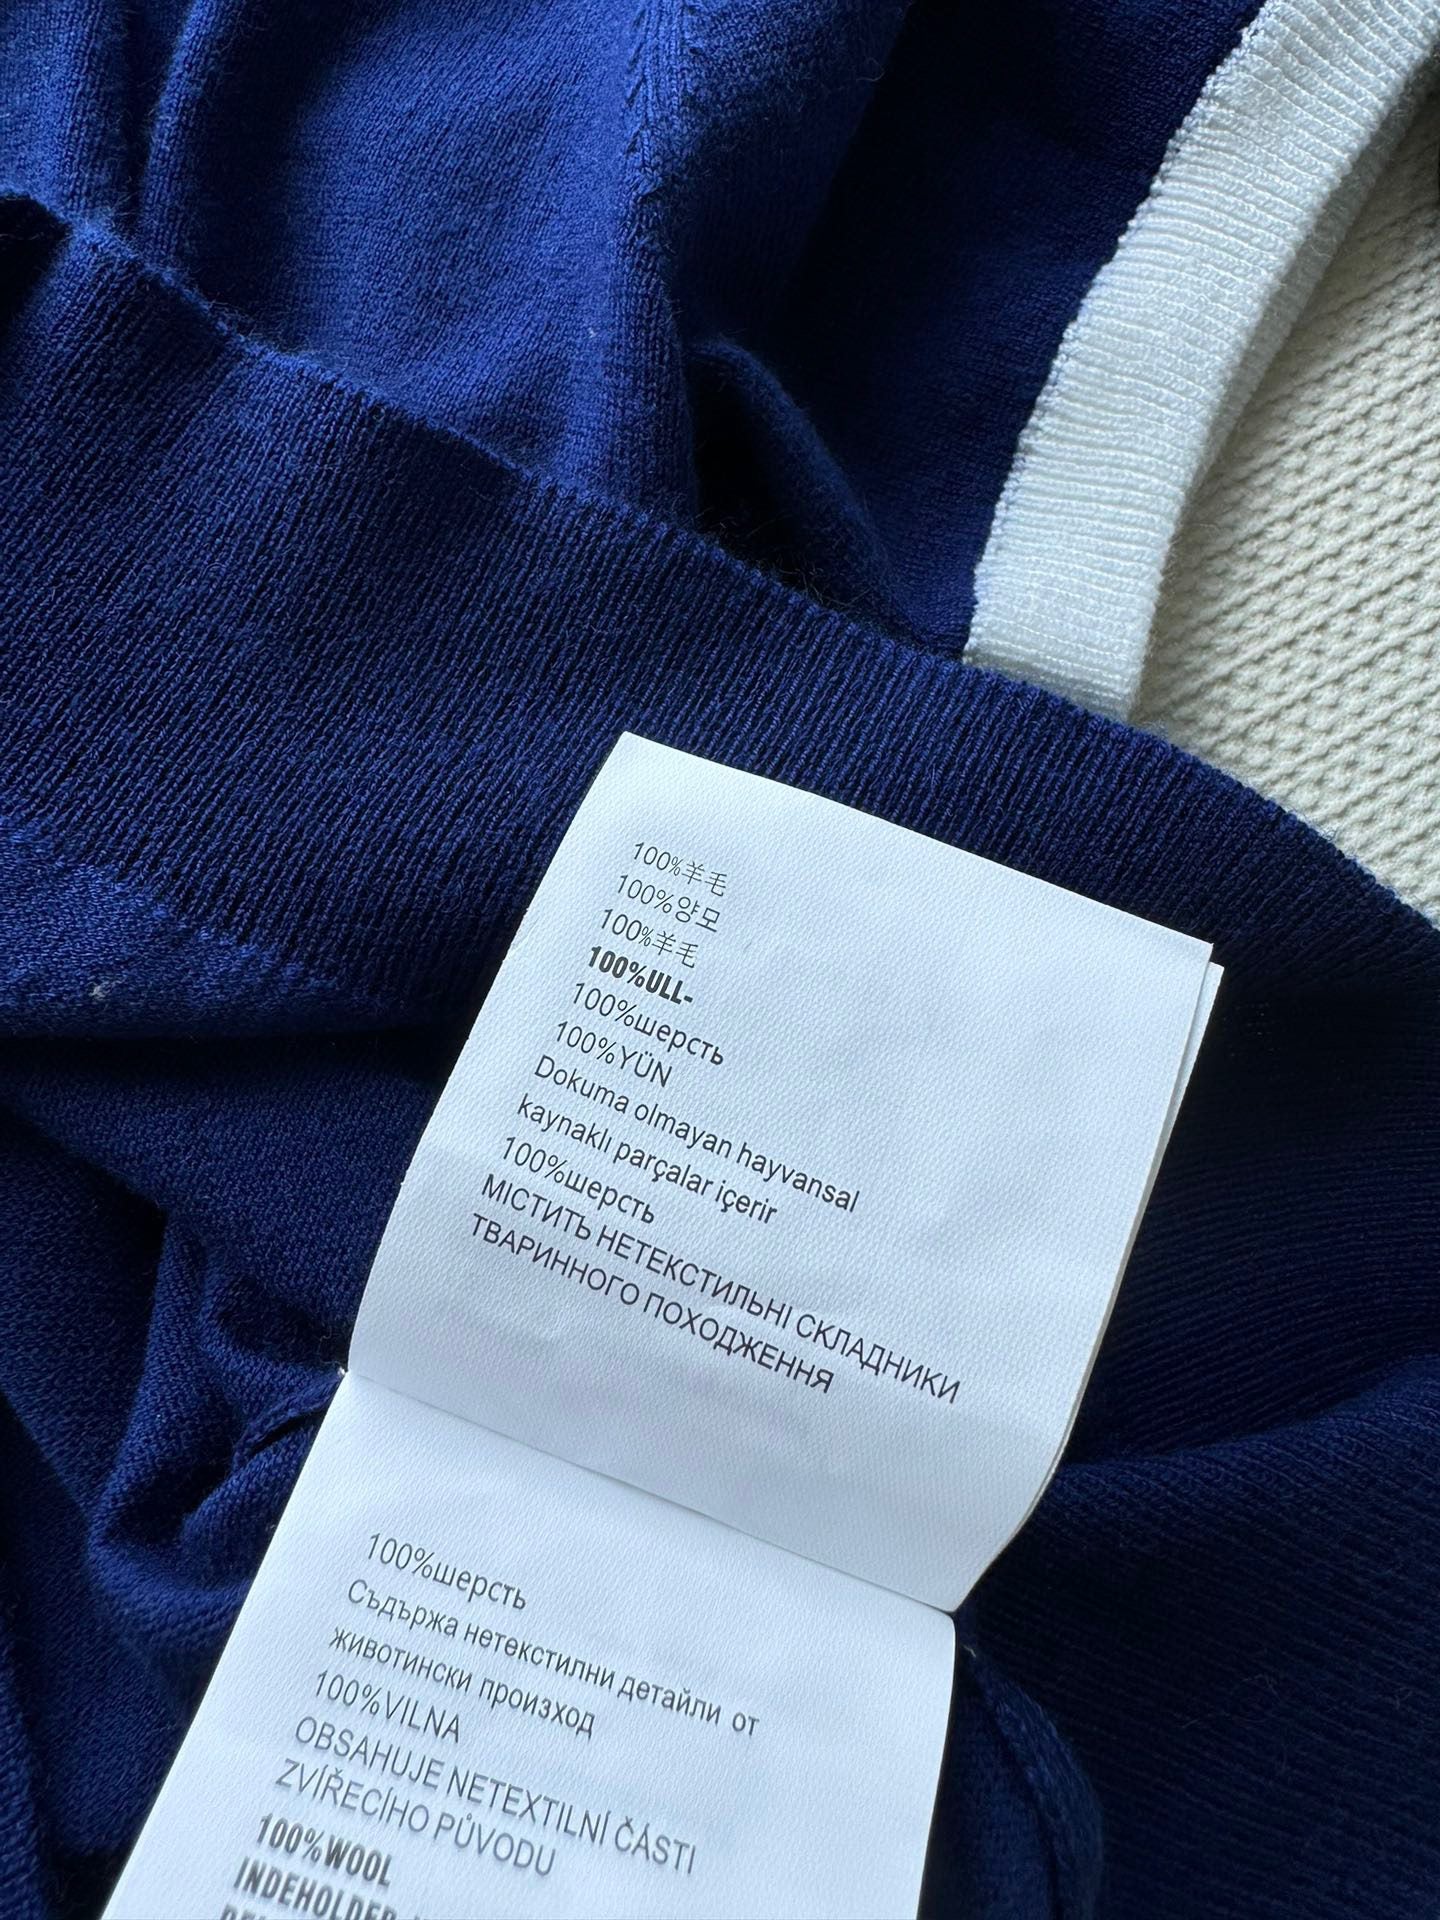 100%羊毛
100%양모
100%羊毛
100%ULL-
100%шерсть
100%YÜN
Dokuma olmayan hayvansal
kaynaklı parçalar içerir
100%шерсть
МІСТИТЬ НЕТЕКСТИЛЬНІ СКЛАДНИКИ
ТВАРИННОГО ПОХОДЖЕННЯ
100%шерсть
Съдържа нетекстилни детайли от
животински произход
100%VILNA
OBSAHUJE NETEXTILNÍ ČÁSTI
ZVÍŘECÍHO PŮVODU
100%WOOL
INDEHOLDER